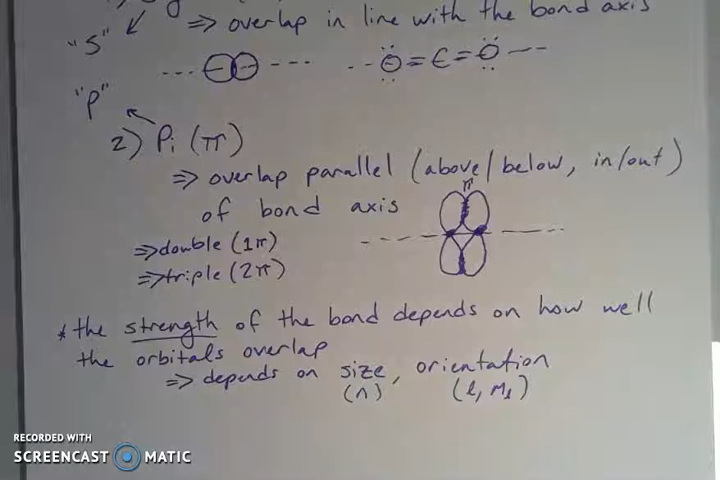 ⇒ overlap in line with the bond axis
"s"
Ö = C = Ö
"p"
2) Pi (π)
⇒ overlap parallel (above/below, in/out)
of bond axis
π
⇒ double (1π)
⇒ triple (2π)
* the strength of the bond depends on how well
the orbitals overlap
⇒ depends on size, orientation
(n) (l, ml)
RECORDED WITH
SCREENCAST MATIC